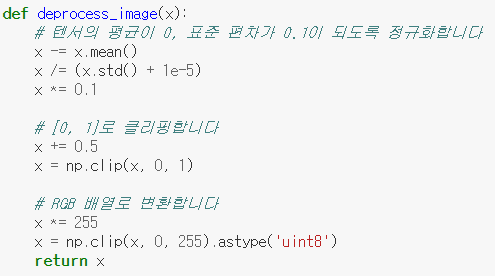 def deprocess_image(x):
    # 텐서의 평균이 0, 표준 편차가 0.1이 되도록 정규화합니다
    x -= x.mean()
    x /= (x.std() + 1e-5)
    x *= 0.1

    # [0, 1]로 클리핑합니다
    x += 0.5
    x = np.clip(x, 0, 1)

    # RGB 배열로 변환합니다
    x *= 255
    x = np.clip(x, 0, 255).astype('uint8')
    return x